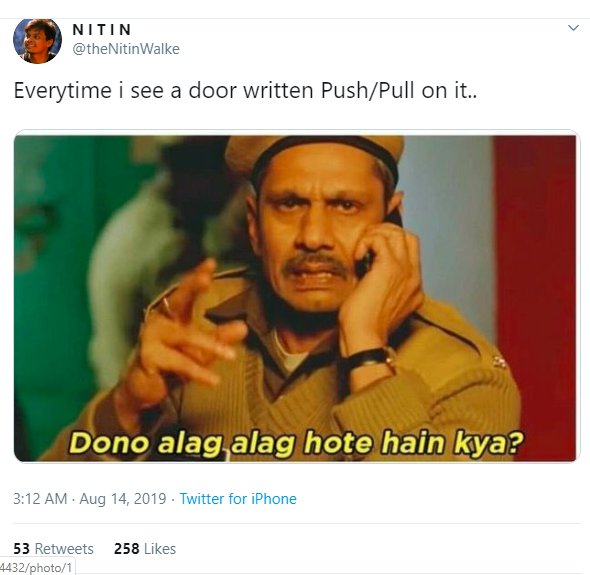 N I T I N
@theNitinWalke
Everytime i see a door written Push/Pull on it..
Dono alag alag hote hain kya?
3:12 AM · Aug 14, 2019 · Twitter for iPhone
53 Retweets 258 Likes
4432/photo/1